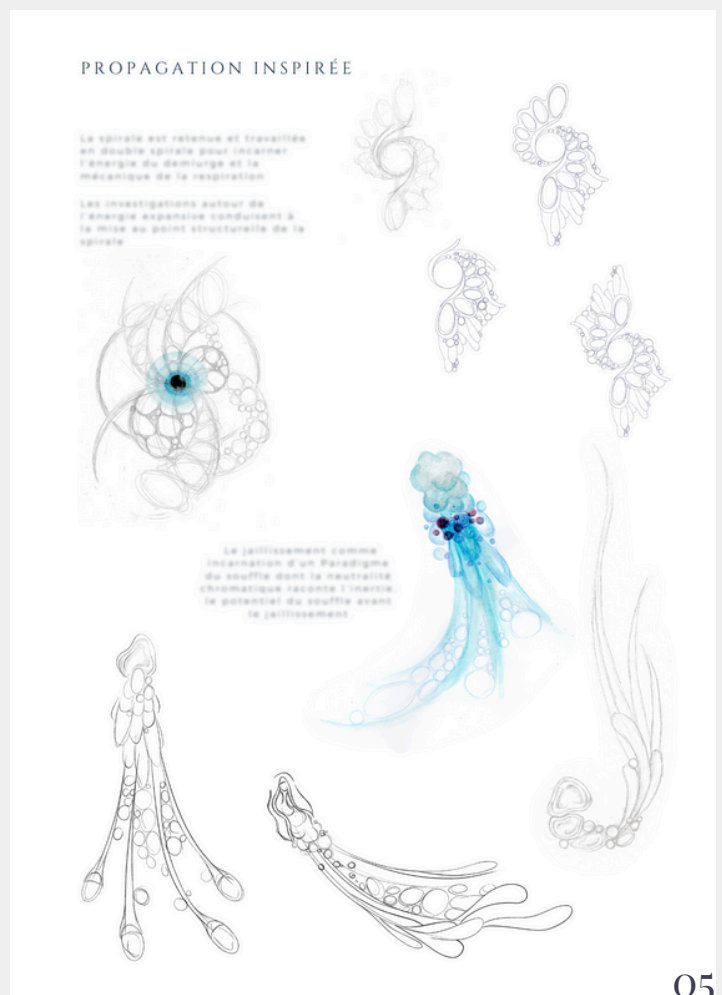 PROPAGATION INSPIRÉE
La spirale est retenue et travaillée
en double spirale pour incarner
l'énergie du demiurge et la
mécanique de la respiration
Les investigations autour de
l'énergie expansive conduisent à
la mise au point structurelle de la
spirale
Le jaillissement comme
incarnation d'un Paradigme
du souffle dont la neutralité
chromatique raconte l'inertie,
le potentiel du souffle avant
le jaillissement
05